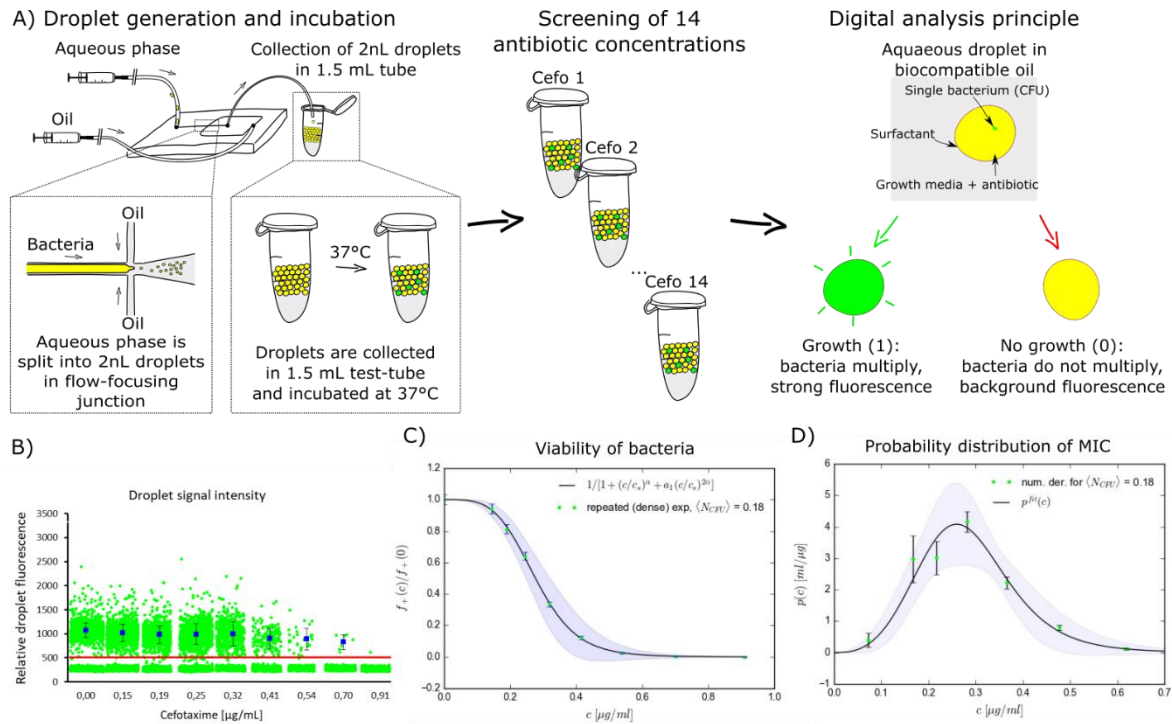 A) Droplet generation and incubation
Aqueous phase
Oil
Collection of 2nL droplets
in 1.5 mL tube
Oil
Bacteria
Oil
Aqueous phase is
split into 2nL droplets
in flow-focusing
junction
37°C
Droplets are collected
in 1.5 mL test-tube
and incubated at 37°C
Screening of 14
antibiotic concentrations
Cefo 1
Cefo 2
...
Cefo 14
Digital analysis principle
Aquaeous droplet in
biocompatible oil
Single bacterium (CFU)
Surfactant
Growth media + antibiotic
Growth (1):
bacteria multiply,
strong fluorescence
No growth (0):
bacteria do not multiply,
background fluorescence
B)
Droplet signal intensity
Relative droplet fluorescence
3500
3000
2500
2000
1500
1000
500
0
0,00 0,15 0,19 0,25 0,32 0,41 0,54 0,70 0,91
Cefotaxime [µg/mL]
C)
Viability of bacteria
1/[1 + (c/c_a)^α + a_1(c/c_a)^{2α}]
repeated (dense) exp, ⟨N_{CFU}⟩ = 0.18
f_+(c)/f_+(0)
1.2
1.0
0.8
0.6
0.4
0.2
0.0
−0.2
0.0 0.2 0.4 0.6 0.8 1.0
c [µg/ml]
D)
Probability distribution of MIC
num. der. for ⟨N_{CFU}⟩ = 0.18
p^{fit}(c)
p(c) [ml/µg]
6
5
4
3
2
1
0
−1
0.0 0.1 0.2 0.3 0.4 0.5 0.6 0.7
c [µg/ml]